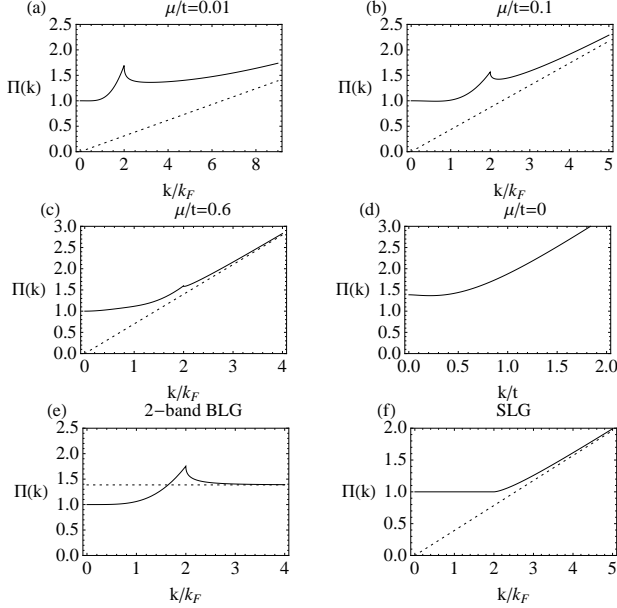 (a) μ/t=0.01
2.5
2.0
1.5
1.0
0.5
0.0
Π(k)
0 2 4 6 8
k/k_F
(b) μ/t=0.1
2.5
2.0
1.5
1.0
0.5
0.0
Π(k)
0 1 2 3 4 5
k/k_F
(c) μ/t=0.6
3.0
2.5
2.0
1.5
1.0
0.5
0.0
Π(k)
0 1 2 3 4
k/k_F
(d) μ/t=0
3.0
2.5
2.0
1.5
1.0
0.5
0.0
Π(k)
0.0 0.5 1.0 1.5 2.0
k/t
(e) 2−band BLG
2.5
2.0
1.5
1.0
0.5
0.0
Π(k)
0 1 2 3 4
k/k_F
(f) SLG
2.0
1.5
1.0
0.5
0.0
Π(k)
0 1 2 3 4 5
k/k_F